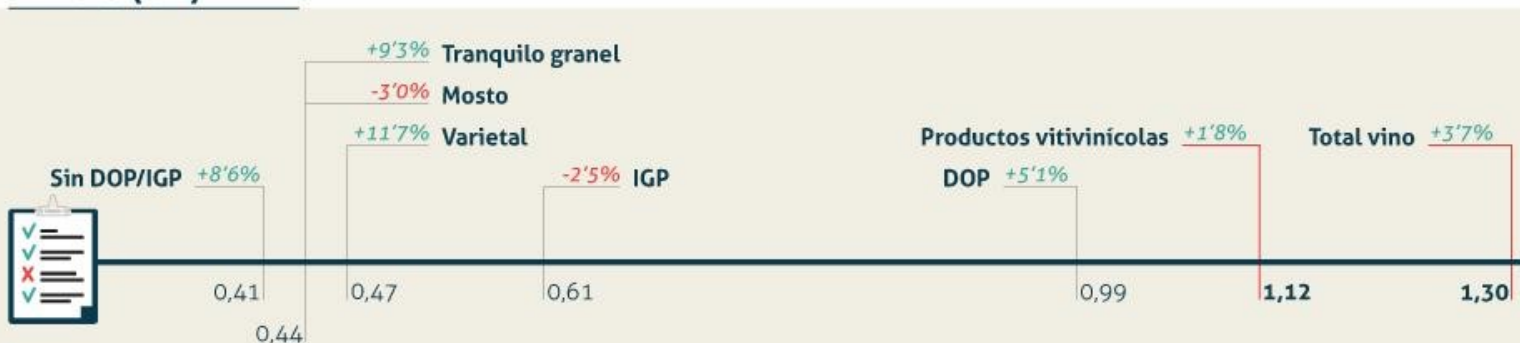 +9'3% Tranquilo granel
-3'0% Mosto
+11'7% Varietal
Productos vitivinícolas +1'8%
Total vino +3'7%
Sin DOP/IGP +8'6%
-2'5% IGP
DOP +5'1%
0,41
0,47
0,61
0,99
1,12
1,30
0,44